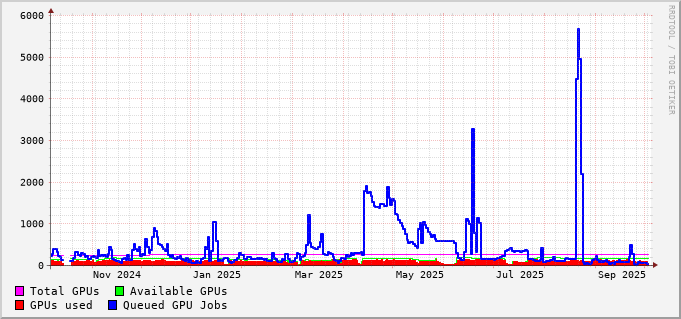 6000
5000
4000
3000
2000
1000
0
Nov 2024 Jan 2025 Mar 2025 May 2025 Jul 2025 Sep 2025
Total GPUs Available GPUs
GPUs used Queued GPU Jobs
RRDTOOL / TOBI OETIKER